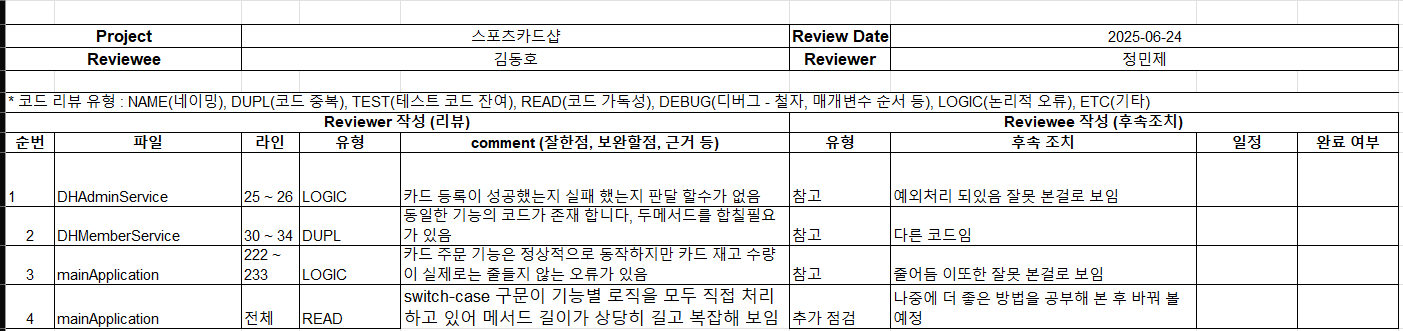 Project 스포츠카드샵 Review Date 2025-06-24
Reviewee 김동호 Reviewer 정민제
* 코드 리뷰 유형 : NAME(네이밍), DUPL(코드 중복), TEST(테스트 코드 잔여), READ(코드 가독성), DEBUG(디버그 - 철자, 매개변수 순서 등), LOGIC(논리적 오류), ETC(기타)
Reviewer 작성 (리뷰) Reviewee 작성 (후속조치)
순번 파일 라인 유형 comment (잘한점, 보완할점, 근거 등) 유형 후속 조치 일정 완료 여부
1 DHAdminService 25 ~ 26 LOGIC 카드 등록이 성공했는지 실패 했는지 판달 할수가 없음 참고 예외처리 되있음 잘못 본걸로 보임
동일한 기능의 코드가 존재 합니다, 두메서드를 합칠필요
2 DHMemberService 30 ~ 34 DUPL 가 있음 참고 다른 코드임
222 ~ 카드 주문 기능은 정상적으로 동작하지만 카드 재고 수량
3 mainApplication 233 LOGIC 이 실제로는 줄들지 않는 오류가 있음 참고 줄어듬 이또한 잘못 본걸로 보임
switch-case 구문이 기능별 로직을 모두 직접 처리 나중에 더 좋은 방법을 공부해 본 후 바꿔 볼
4 mainApplication 전체 READ 하고 있어 메서드 길이가 상당히 길고 복잡해 보임 추가 점검 예정